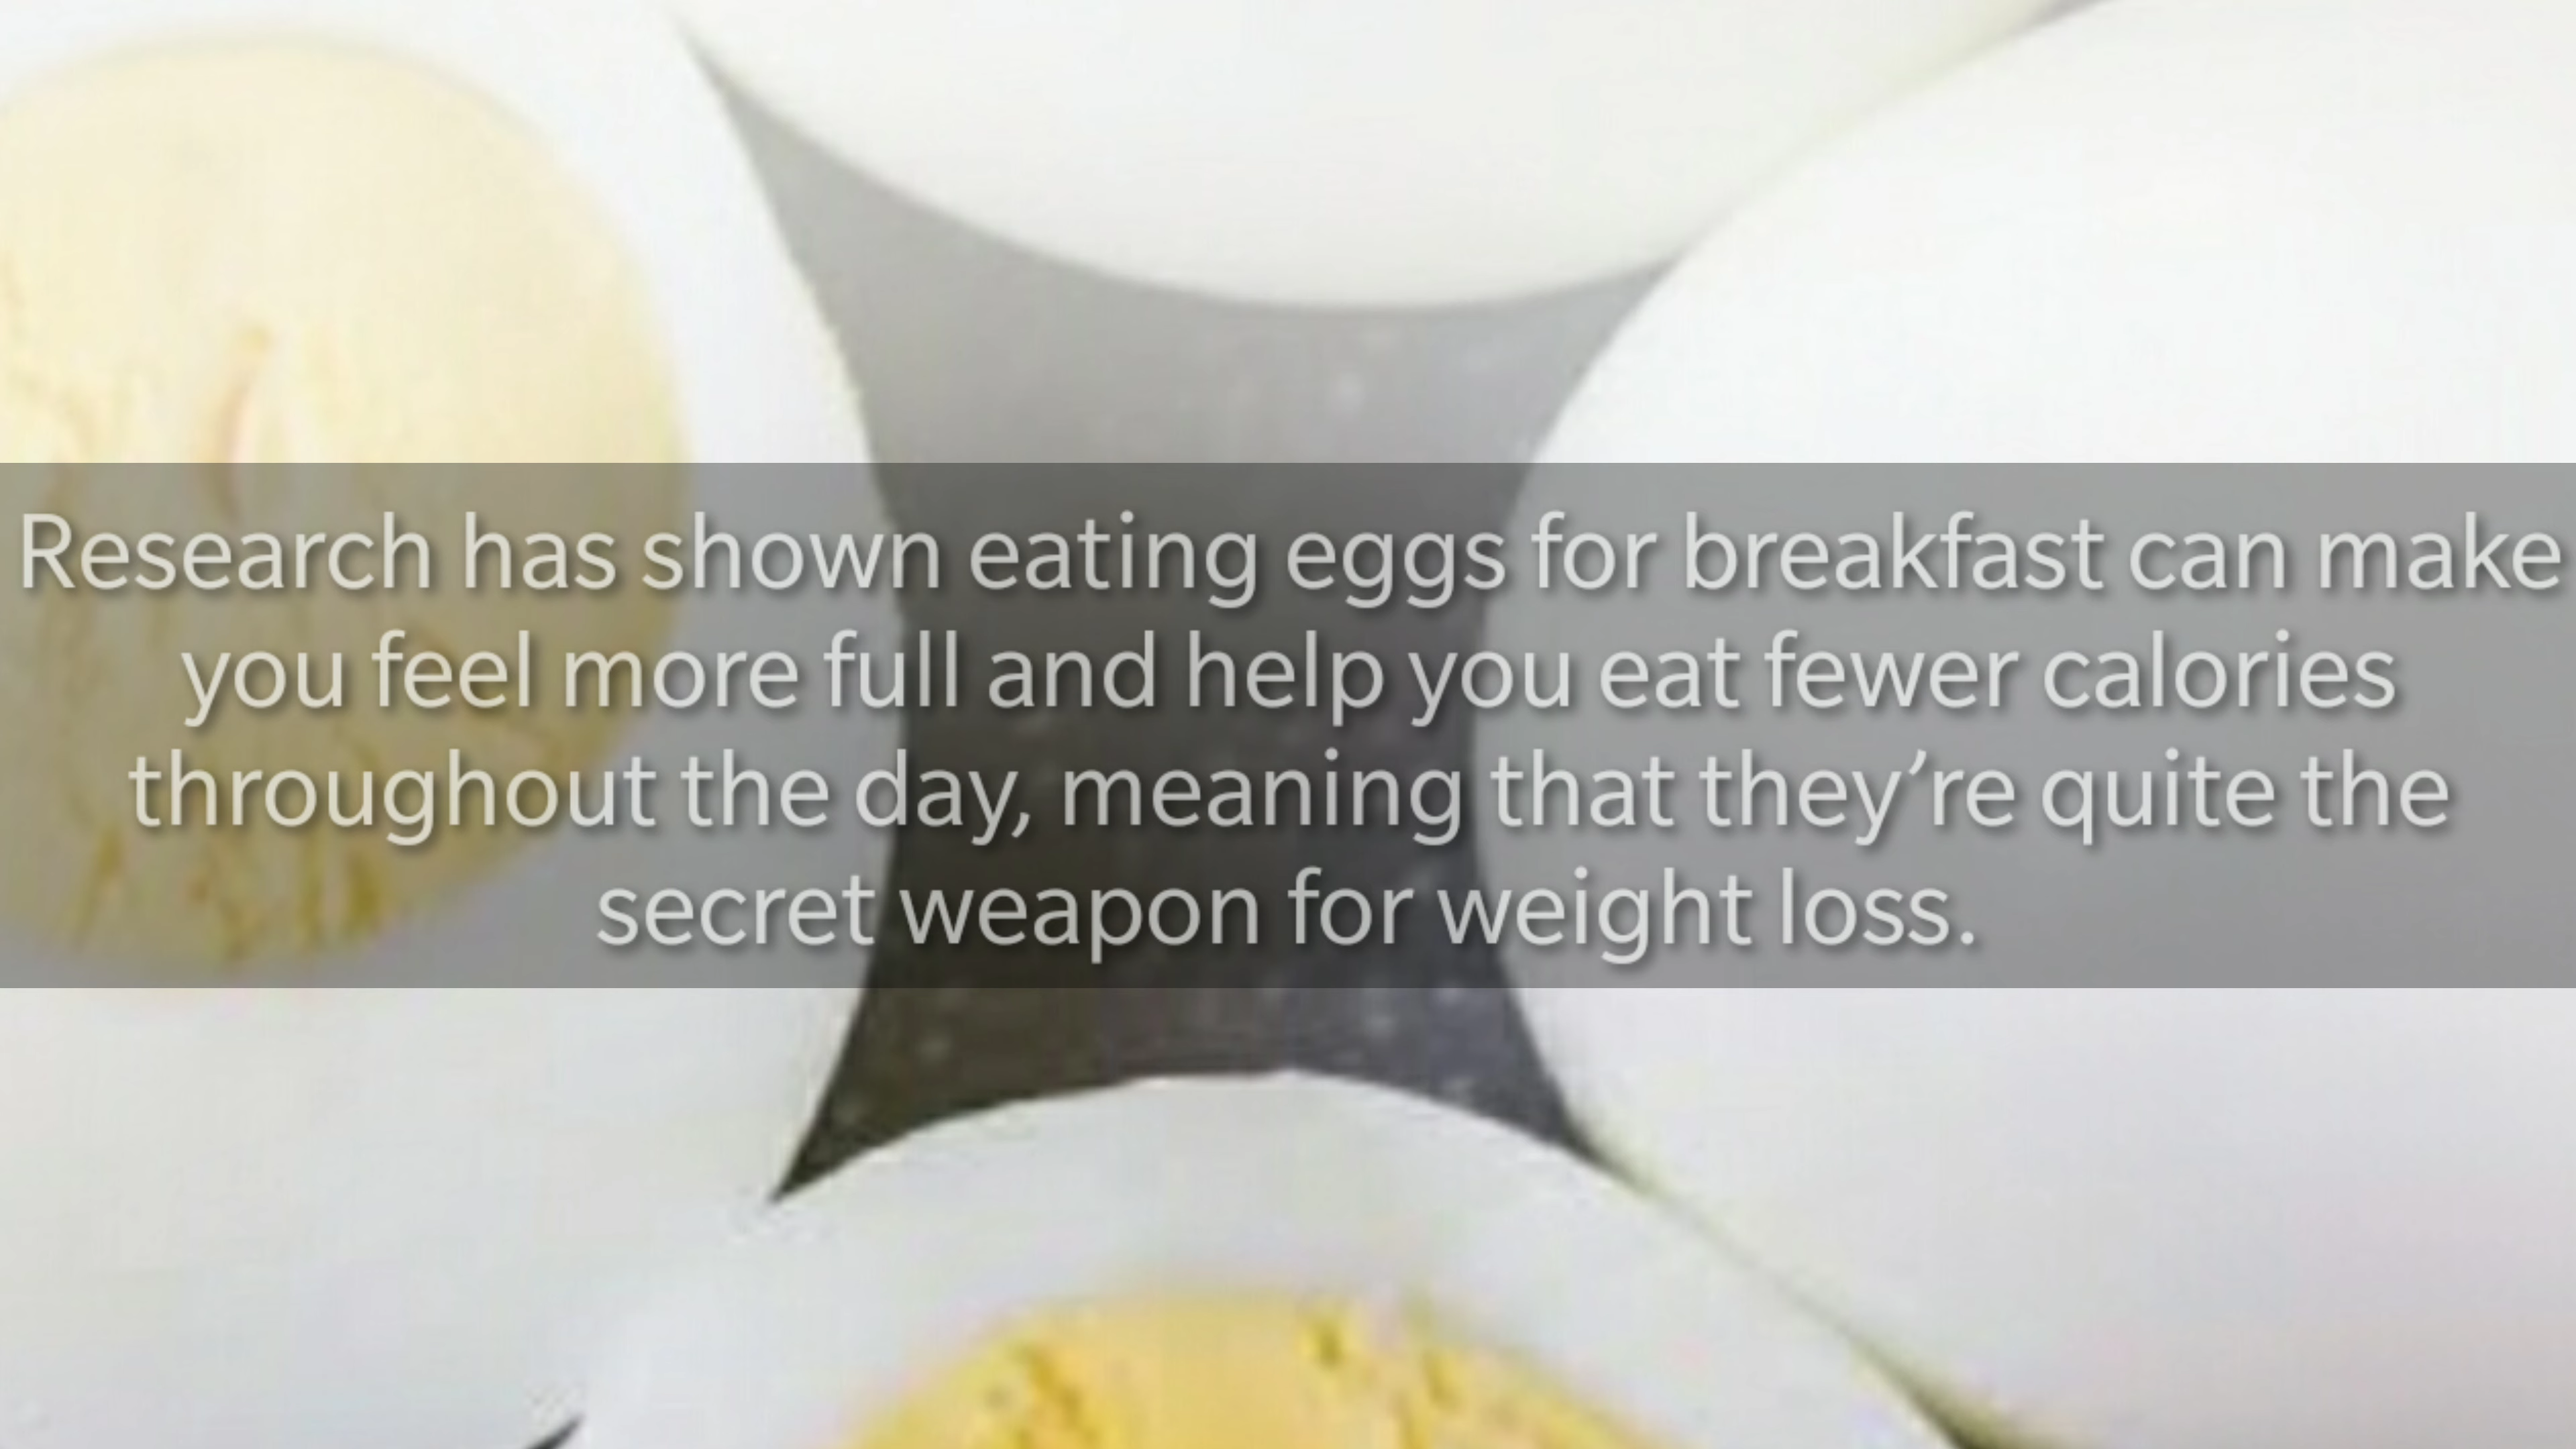 Research has shown eating eggs for breakfast can make
you feel more full and help you eat fewer calories
throughout the day, meaning that they’re quite the
secret weapon for weight loss.